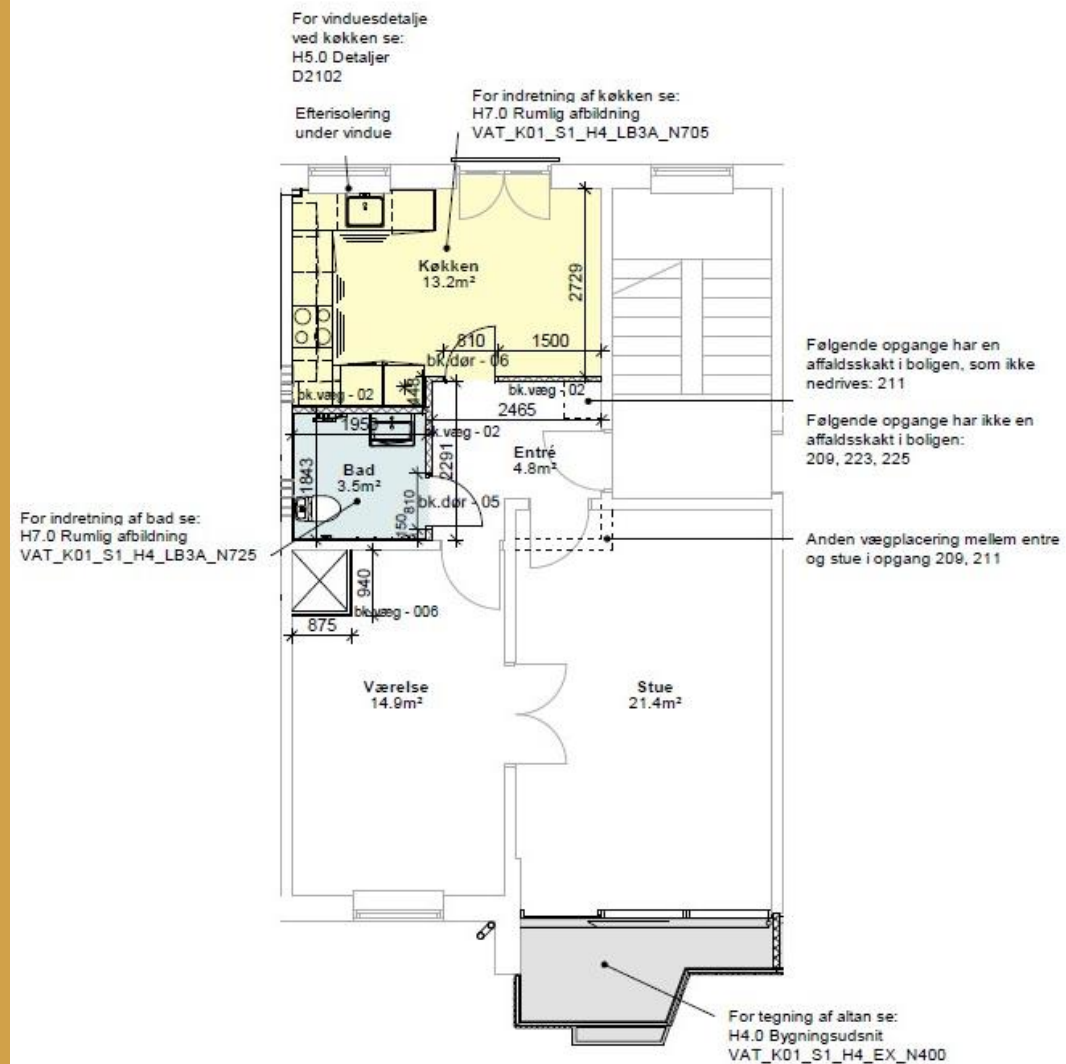 For vinduesdetalje
ved køkken se:
H5.0 Detaljer
D2102
Efterisolering
under vindue
For indretning af køkken se:
H7.0 Rumlig afbildning
VAT_K01_S1_H4_LB3A_N705
Køkken
13.2m²
2729
810
1500
bk.dør - 06
bk.væg - 02
446
bk.væg - 02
2465
1950
bk.væg - 02
Følgende opgange har en
affaldsskakt i boligen, som ikke
nedrives: 211
Følgende opgange har ikke en
affaldsskakt i boligen:
209, 223, 225
Entré
4.8m²
2291
1843
Bad
3.5m²
810
bk.dør - 05
150
For indretning af bad se:
H7.0 Rumlig afbildning
VAT_K01_S1_H4_LB3A_N725
Anden vægplacering mellem entre
og stue i opgang 209, 211
940
bk.væg - 006
875
Værelse
14.9m²
Stue
21.4m²
For tegning af altan se:
H4.0 Bygningsudsnit
VAT_K01_S1_H4_EX_N400